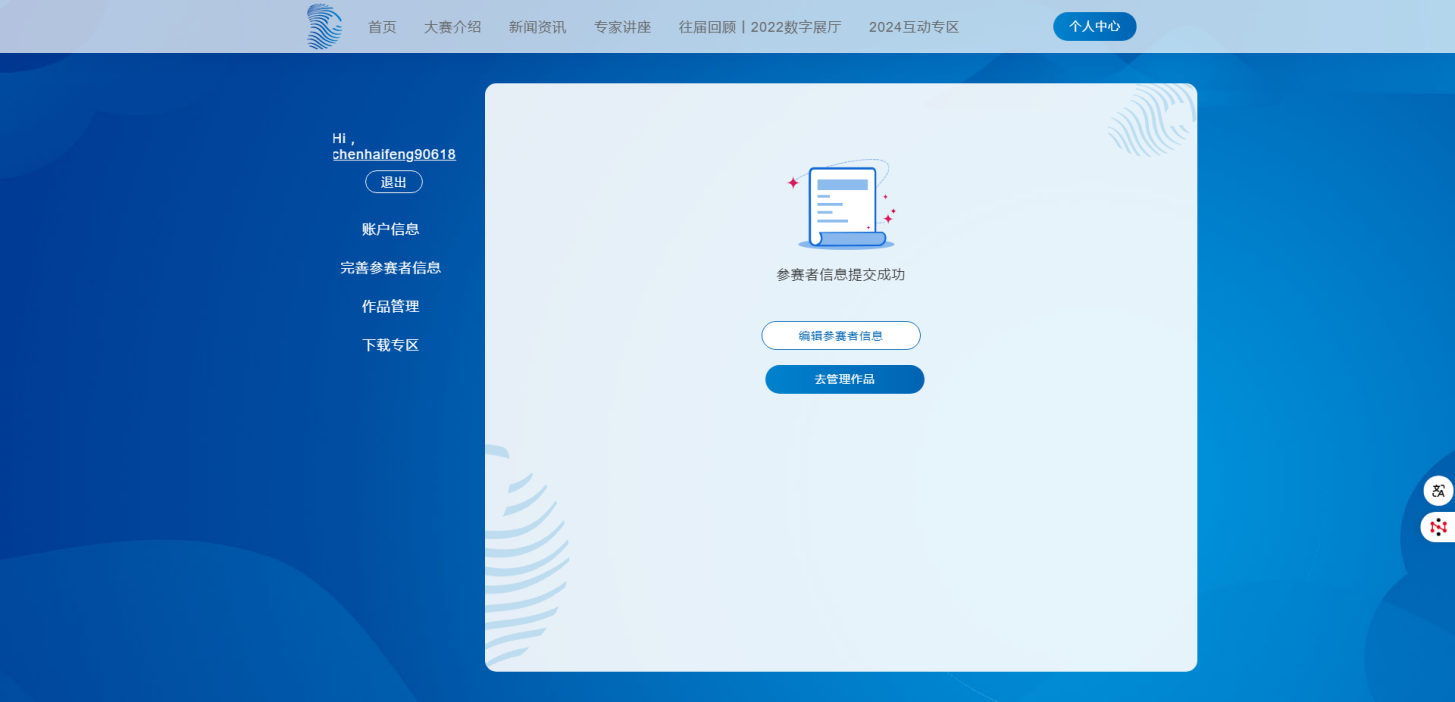 首页 大赛介绍 新闻资讯 专家讲座 往届回顾 | 2022数字展厅 2024互动专区 个人中心
Hi，
chenhaifeng90618
退出
账户信息
完善参赛者信息
作品管理
下载专区
参赛者信息提交成功
编辑参赛者信息
去管理作品